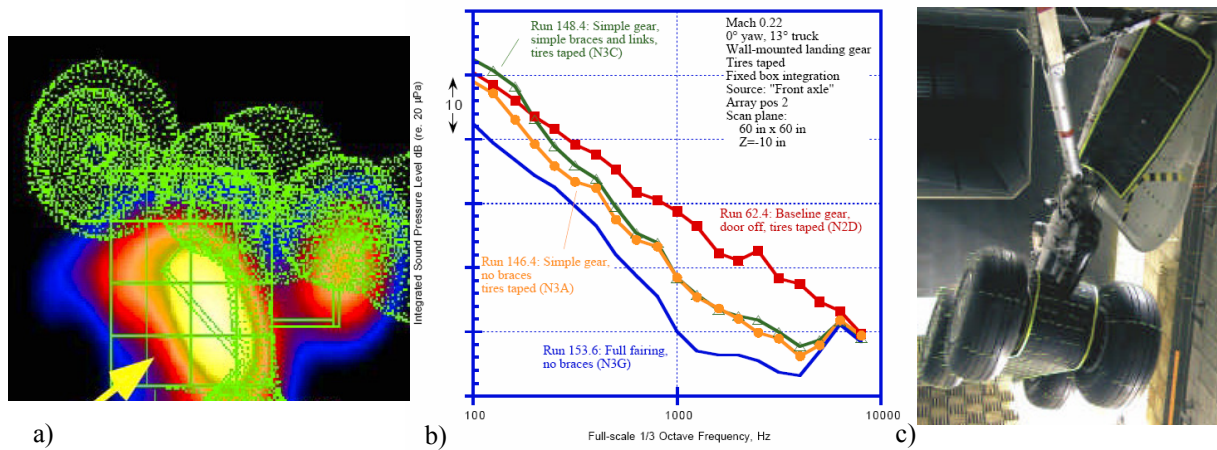 a)
Integrated Sound Pressure Level dB (re. 20 µPa)
10
Run 148.4: Simple gear,
simple braces and links,
tires taped (N3C)
Mach 0.22
0° yaw, 13° truck
Wall-mounted landing gear
Tires taped
Fixed box integration
Source: "Front axle"
Array pos 2
Scan plane:
60 in x 60 in
Z=-10 in
Run 62.4: Baseline gear,
door off, tires taped (N2D)
Run 146.4: Simple gear,
no braces
tires taped (N3A)
Run 153.6: Full fairing,
no braces (N3G)
100
1000
10000
b)
Full-scale 1/3 Octave Frequency, Hz
c)